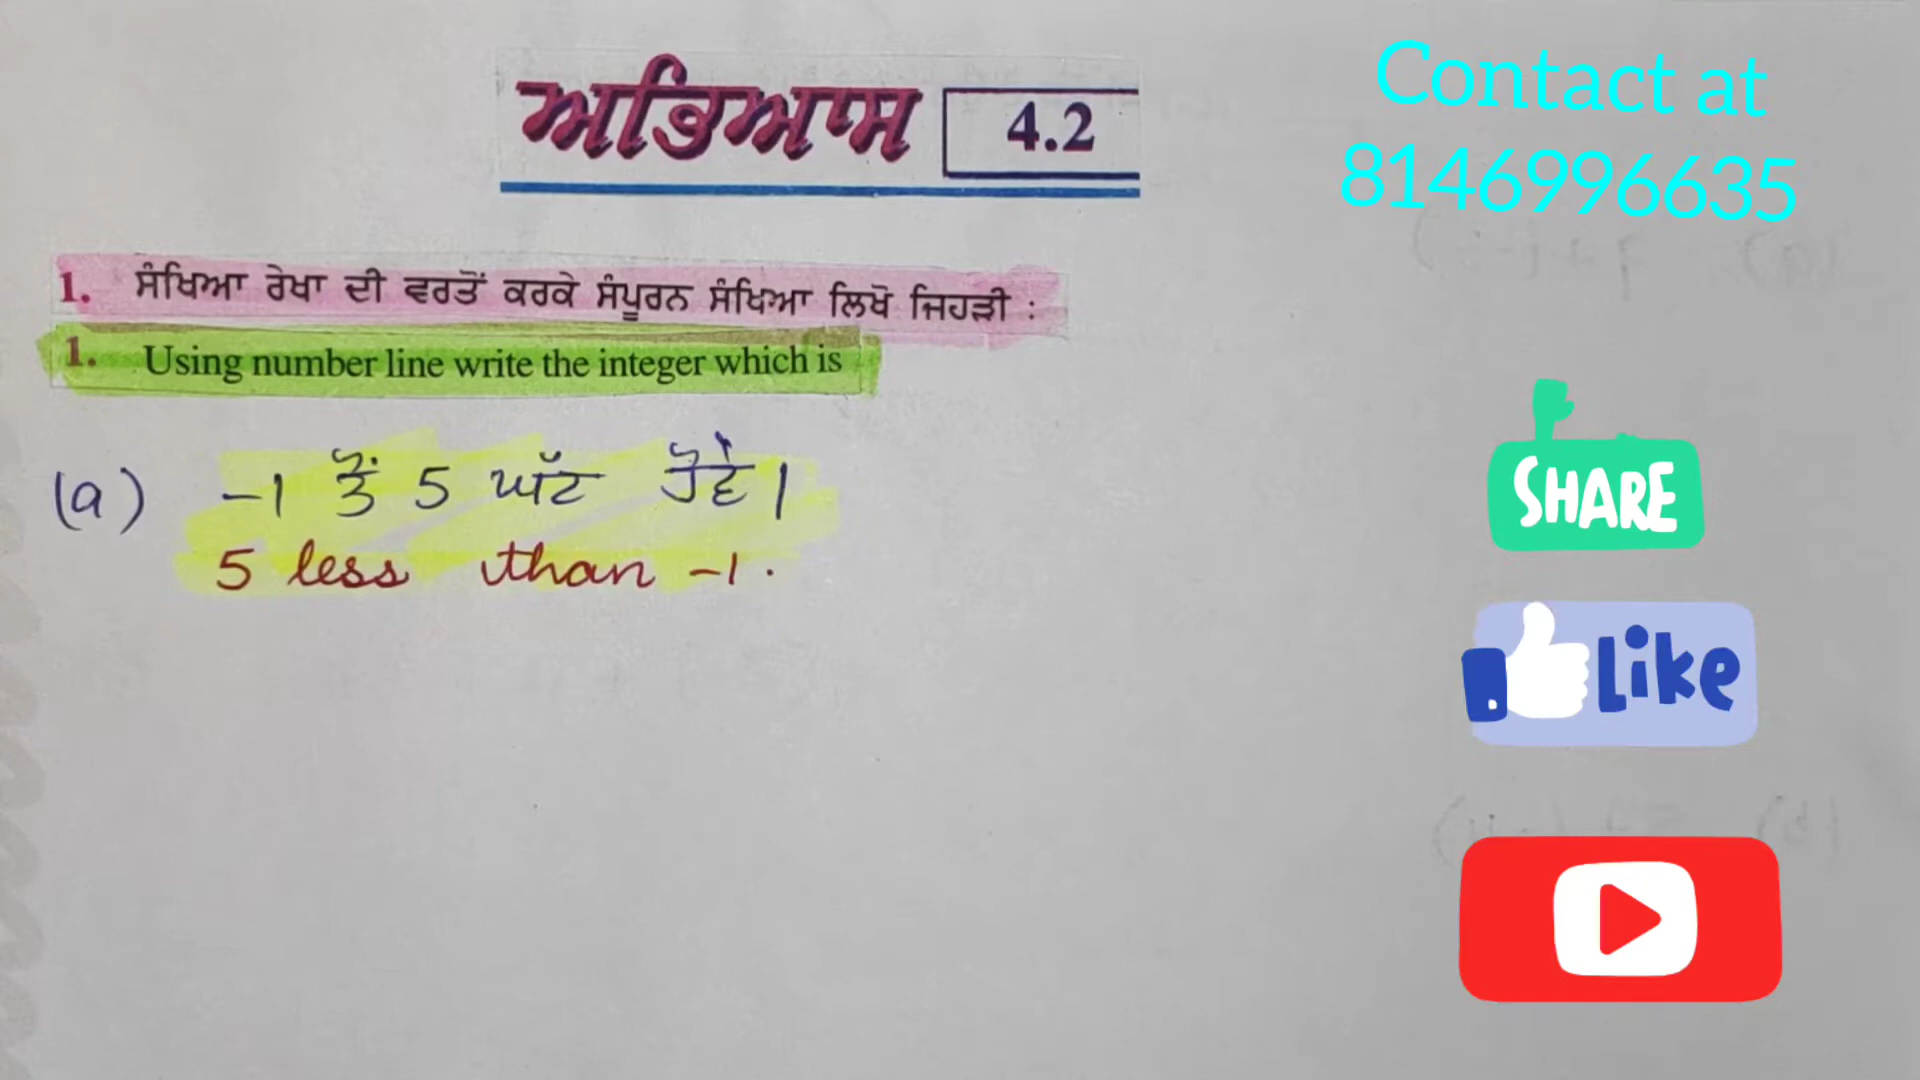 ਅਭਿਆਸ 4.2
Contact at
8146996635
1. ਸੰਖਿਆ ਰੇਖਾ ਦੀ ਵਰਤੋਂ ਕਰਕੇ ਸੰਪੂਰਨ ਸੰਖਿਆ ਲਿਖੋ ਜਿਹੜੀ :
1. Using number line write the integer which is
(a) -1 ਤੋਂ 5 ਘੱਟ ਹੋਵੇ।
5 less than -1.
SHARE
Like